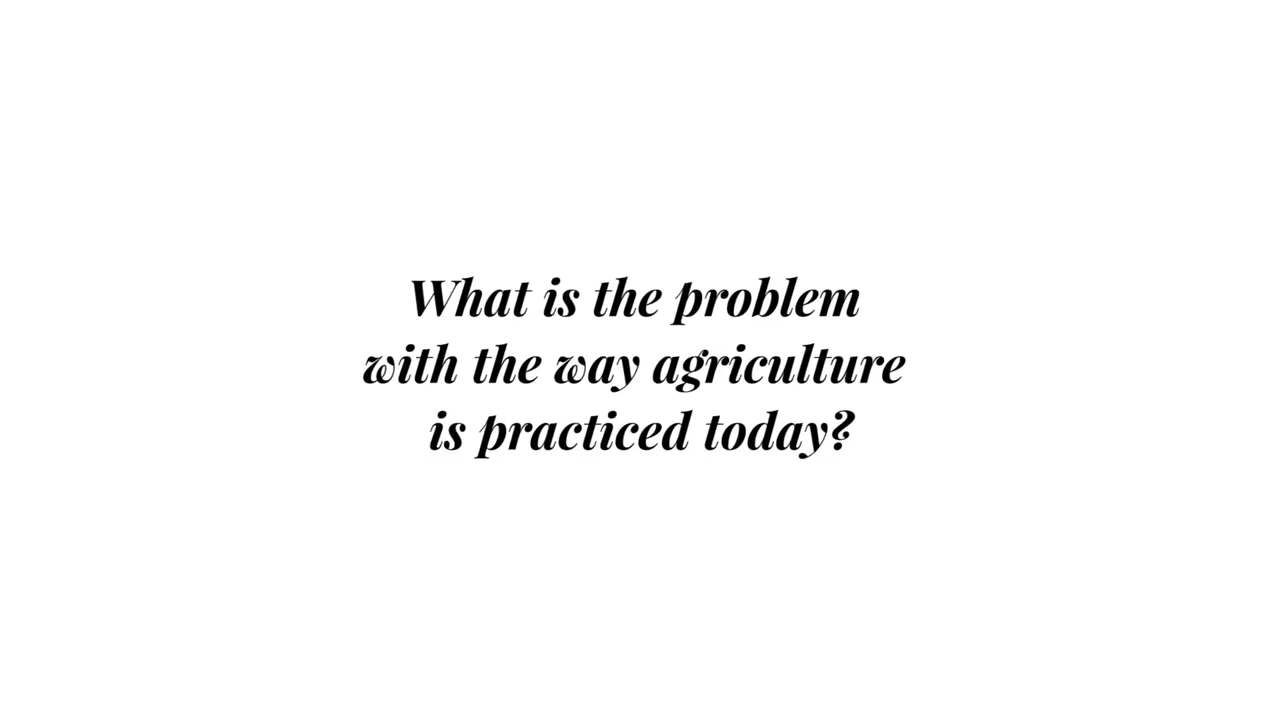 What is the problem
with the way agriculture
is practiced today?